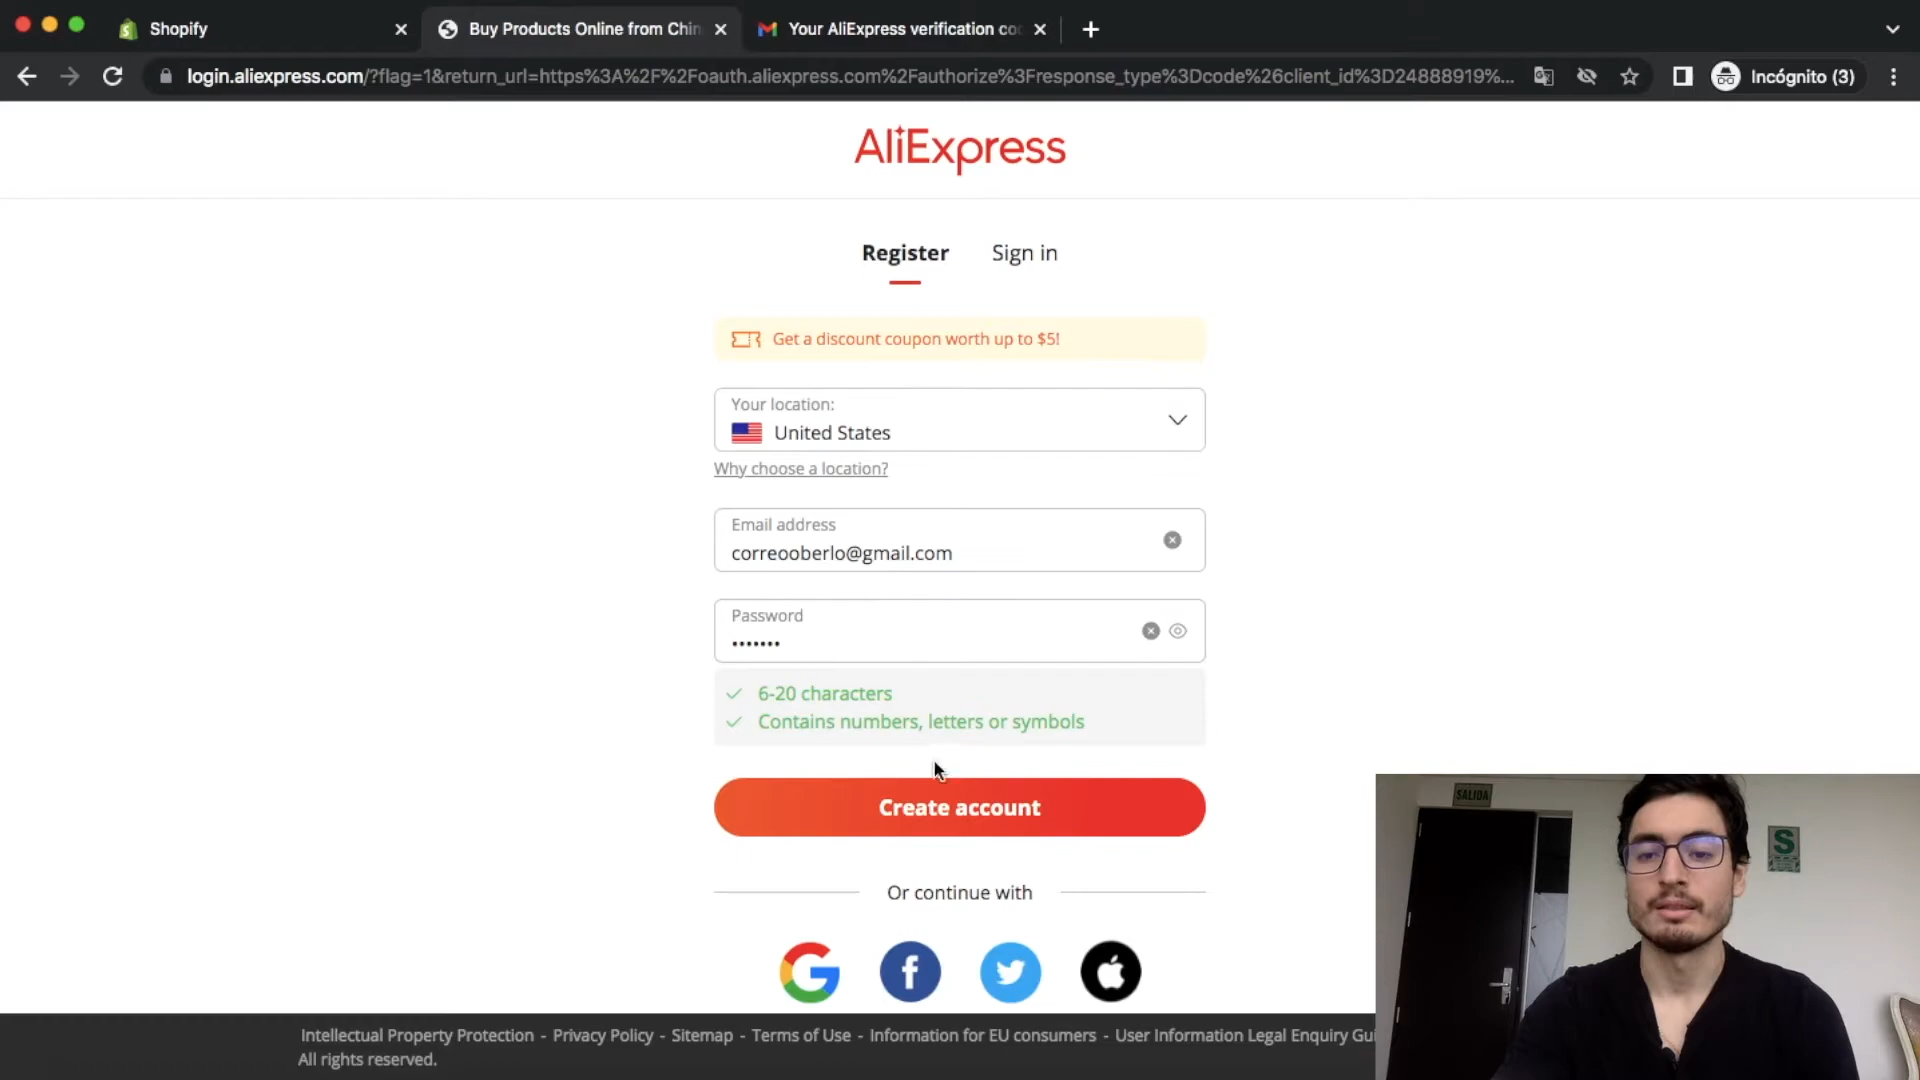 Shopify
Buy Products Online from Chin
Your AliExpress verification co
login.aliexpress.com/?flag=1&return_url=https%3A%2F%2Foauth.aliexpress.com%2Fauthorize%3Fresponse_type%3Dcode%26client_id%3D24888919%...
Incógnito (3)
AliExpress
Register
Sign in
Get a discount coupon worth up to $5!
Your location:
United States
Why choose a location?
Email address
correooberlo@gmail.com
Password
•••••••
6-20 characters
Contains numbers, letters or symbols
Create account
Or continue with
Intellectual Property Protection - Privacy Policy - Sitemap - Terms of Use - Information for EU consumers - User Information Legal Enquiry Gui
All rights reserved.
SALIDA
S